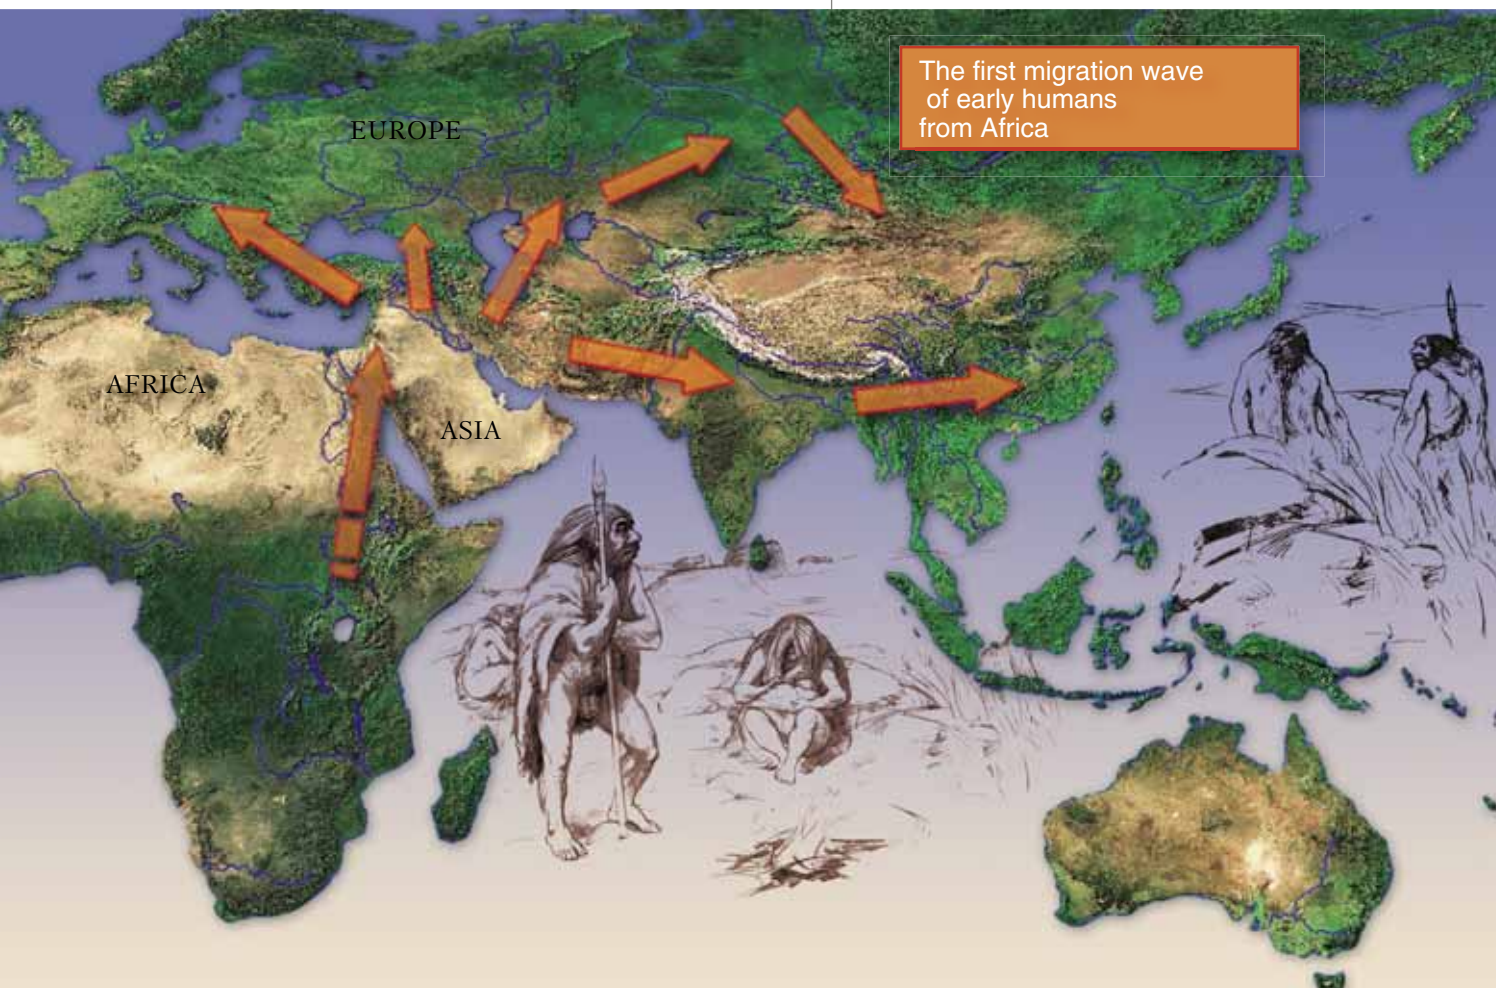 The first migration wave
of early humans
from Africa
EUROPE
AFRICA
ASIA